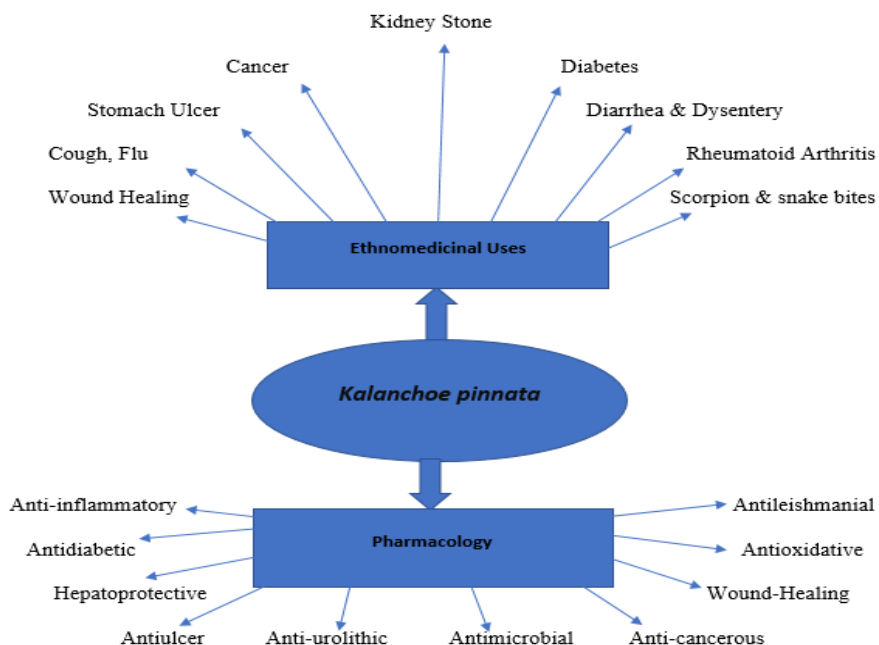 Kidney Stone
Cancer
Diabetes
Stomach Ulcer
Diarrhea & Dysentery
Cough, Flu
Rheumatoid Arthritis
Wound Healing
Scorpion & snake bites
Ethnomedicinal Uses
Kalanchoe pinnata
Anti-inflammatory
Antileishmanial
Pharmacology
Antidiabetic
Antioxidative
Hepatoprotective
Wound-Healing
Antiulcer
Anti-urolithic
Antimicrobial
Anti-cancerous